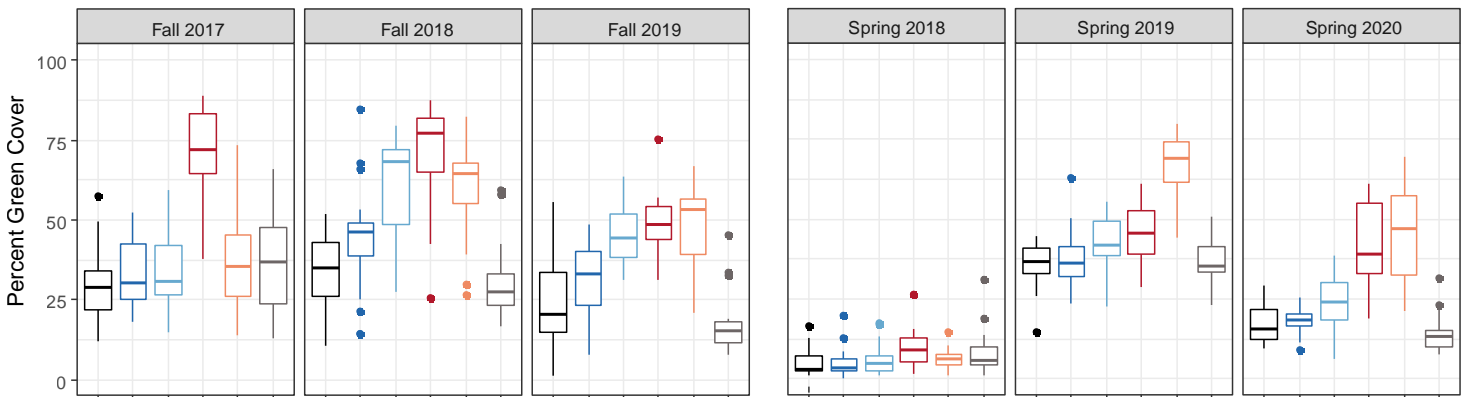 Fall 2017
Fall 2018
Fall 2019
Spring 2018
Spring 2019
Spring 2020
Percent Green Cover
100
75
50
25
0